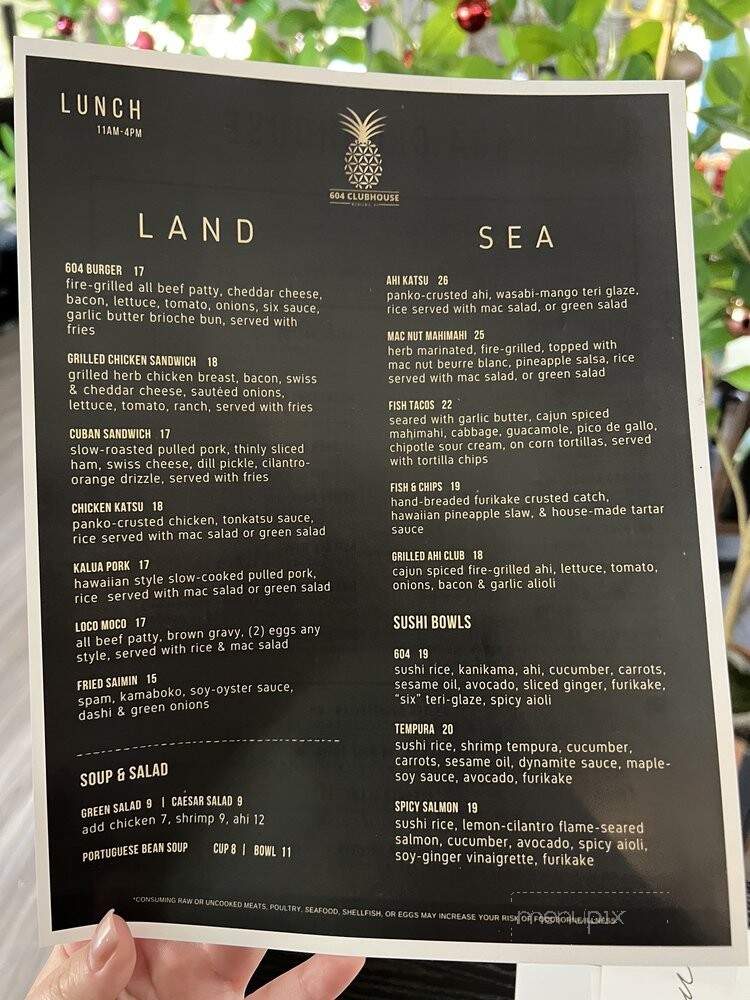 LUNCH
11AM-4PM
604 CLUBHOUSE
LAND
604 BURGER 17
fire-grilled all beef patty, cheddar cheese,
bacon, lettuce, tomato, onions, six sauce,
garlic butter brioche bun, served with
fries
GRILLED CHICKEN SANDWICH 18
grilled herb chicken breast, bacon, swiss
& cheddar cheese, sautéed onions,
lettuce, tomato, ranch, served with fries
CUBAN SANDWICH 17
slow-roasted pulled pork, thinly sliced
ham, swiss cheese, dill pickle, cilantro-
orange drizzle, served with fries
CHICKEN KATSU 18
panko-crusted chicken, tonkatsu sauce,
rice served with mac salad or green salad
KALUA PORK 17
hawaiian style slow-cooked pulled pork,
rice served with mac salad or green salad
LOCO MOCO 17
all beef patty, brown gravy, (2) eggs any
style, served with rice & mac salad
FRIED SAIMIN 15
spam, kamaboko, soy-oyster sauce,
dashi & green onions
SOUP & SALAD
GREEN SALAD 9 | CAESAR SALAD 9
add chicken 7, shrimp 9, ahi 12
PORTUGUESE BEAN SOUP CUP 8 | BOWL 11
SEA
AHI KATSU 26
panko-crusted ahi, wasabi-mango teri glaze,
rice served with mac salad, or green salad
MAC NUT MAHIMAHI 25
herb marinated, fire-grilled, topped with
mac nut beurre blanc, pineapple salsa, rice
served with mac salad, or green salad
FISH TACOS 22
seared with garlic butter, cajun spiced
mahimahi, cabbage, guacamole, pico de gallo,
chipotle sour cream, on corn tortillas, served
with tortilla chips
FISH & CHIPS 19
hand-breaded furikake crusted catch,
hawaiian pineapple slaw, & house-made tartar
sauce
GRILLED AHI CLUB 18
cajun spiced fire-grilled ahi, lettuce, tomato,
onions, bacon & garlic alioli
SUSHI BOWLS
604 19
sushi rice, kanikama, ahi, cucumber, carrots,
sesame oil, avocado, sliced ginger, furikake,
"six" teri-glaze, spicy aioli
TEMPURA 20
sushi rice, shrimp tempura, cucumber,
carrots, sesame oil, dynamite sauce, maple-
soy sauce, avocado, furikake
SPICY SALMON 19
sushi rice, lemon-cilantro flame-seared
salmon, cucumber, avocado, spicy aioli,
soy-ginger vinaigrette, furikake
*CONSUMING RAW OR UNCOOKED MEATS, POULTRY, SEAFOOD, SHELLFISH, OR EGGS MAY INCREASE YOUR RISK OF FOODBORNE ILLNESS
menupix